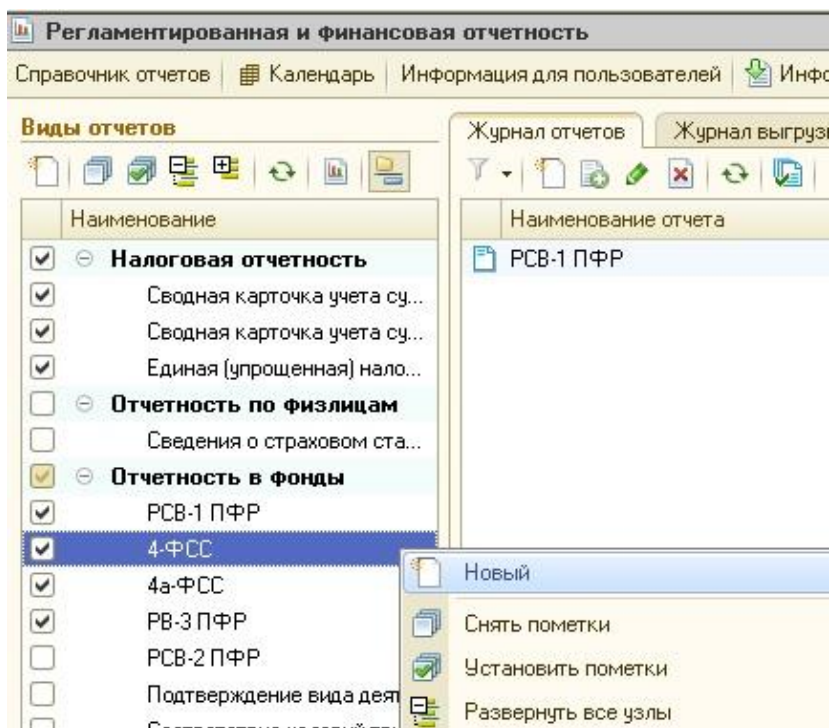 Регламентированная и финансовая отчетность
Справочник отчетов Календарь Информация для пользователей Инфо
Виды отчетов
Журнал отчетов Журнал выгрузк
Наименование
Наименование отчета
Налоговая отчетность
РСВ-1 ПФР
Сводная карточка учета су...
Сводная карточка учета су...
Единая (упрощенная) нало...
Отчетность по физлицам
Сведения о страховом ста...
Отчетность в фонды
РСВ-1 ПФР
4-ФСС
Новый
4а-ФСС
РВ-3 ПФР
Снять пометки
РСВ-2 ПФР
Установить пометки
Подтверждение вида деят
Развернуть все узлы